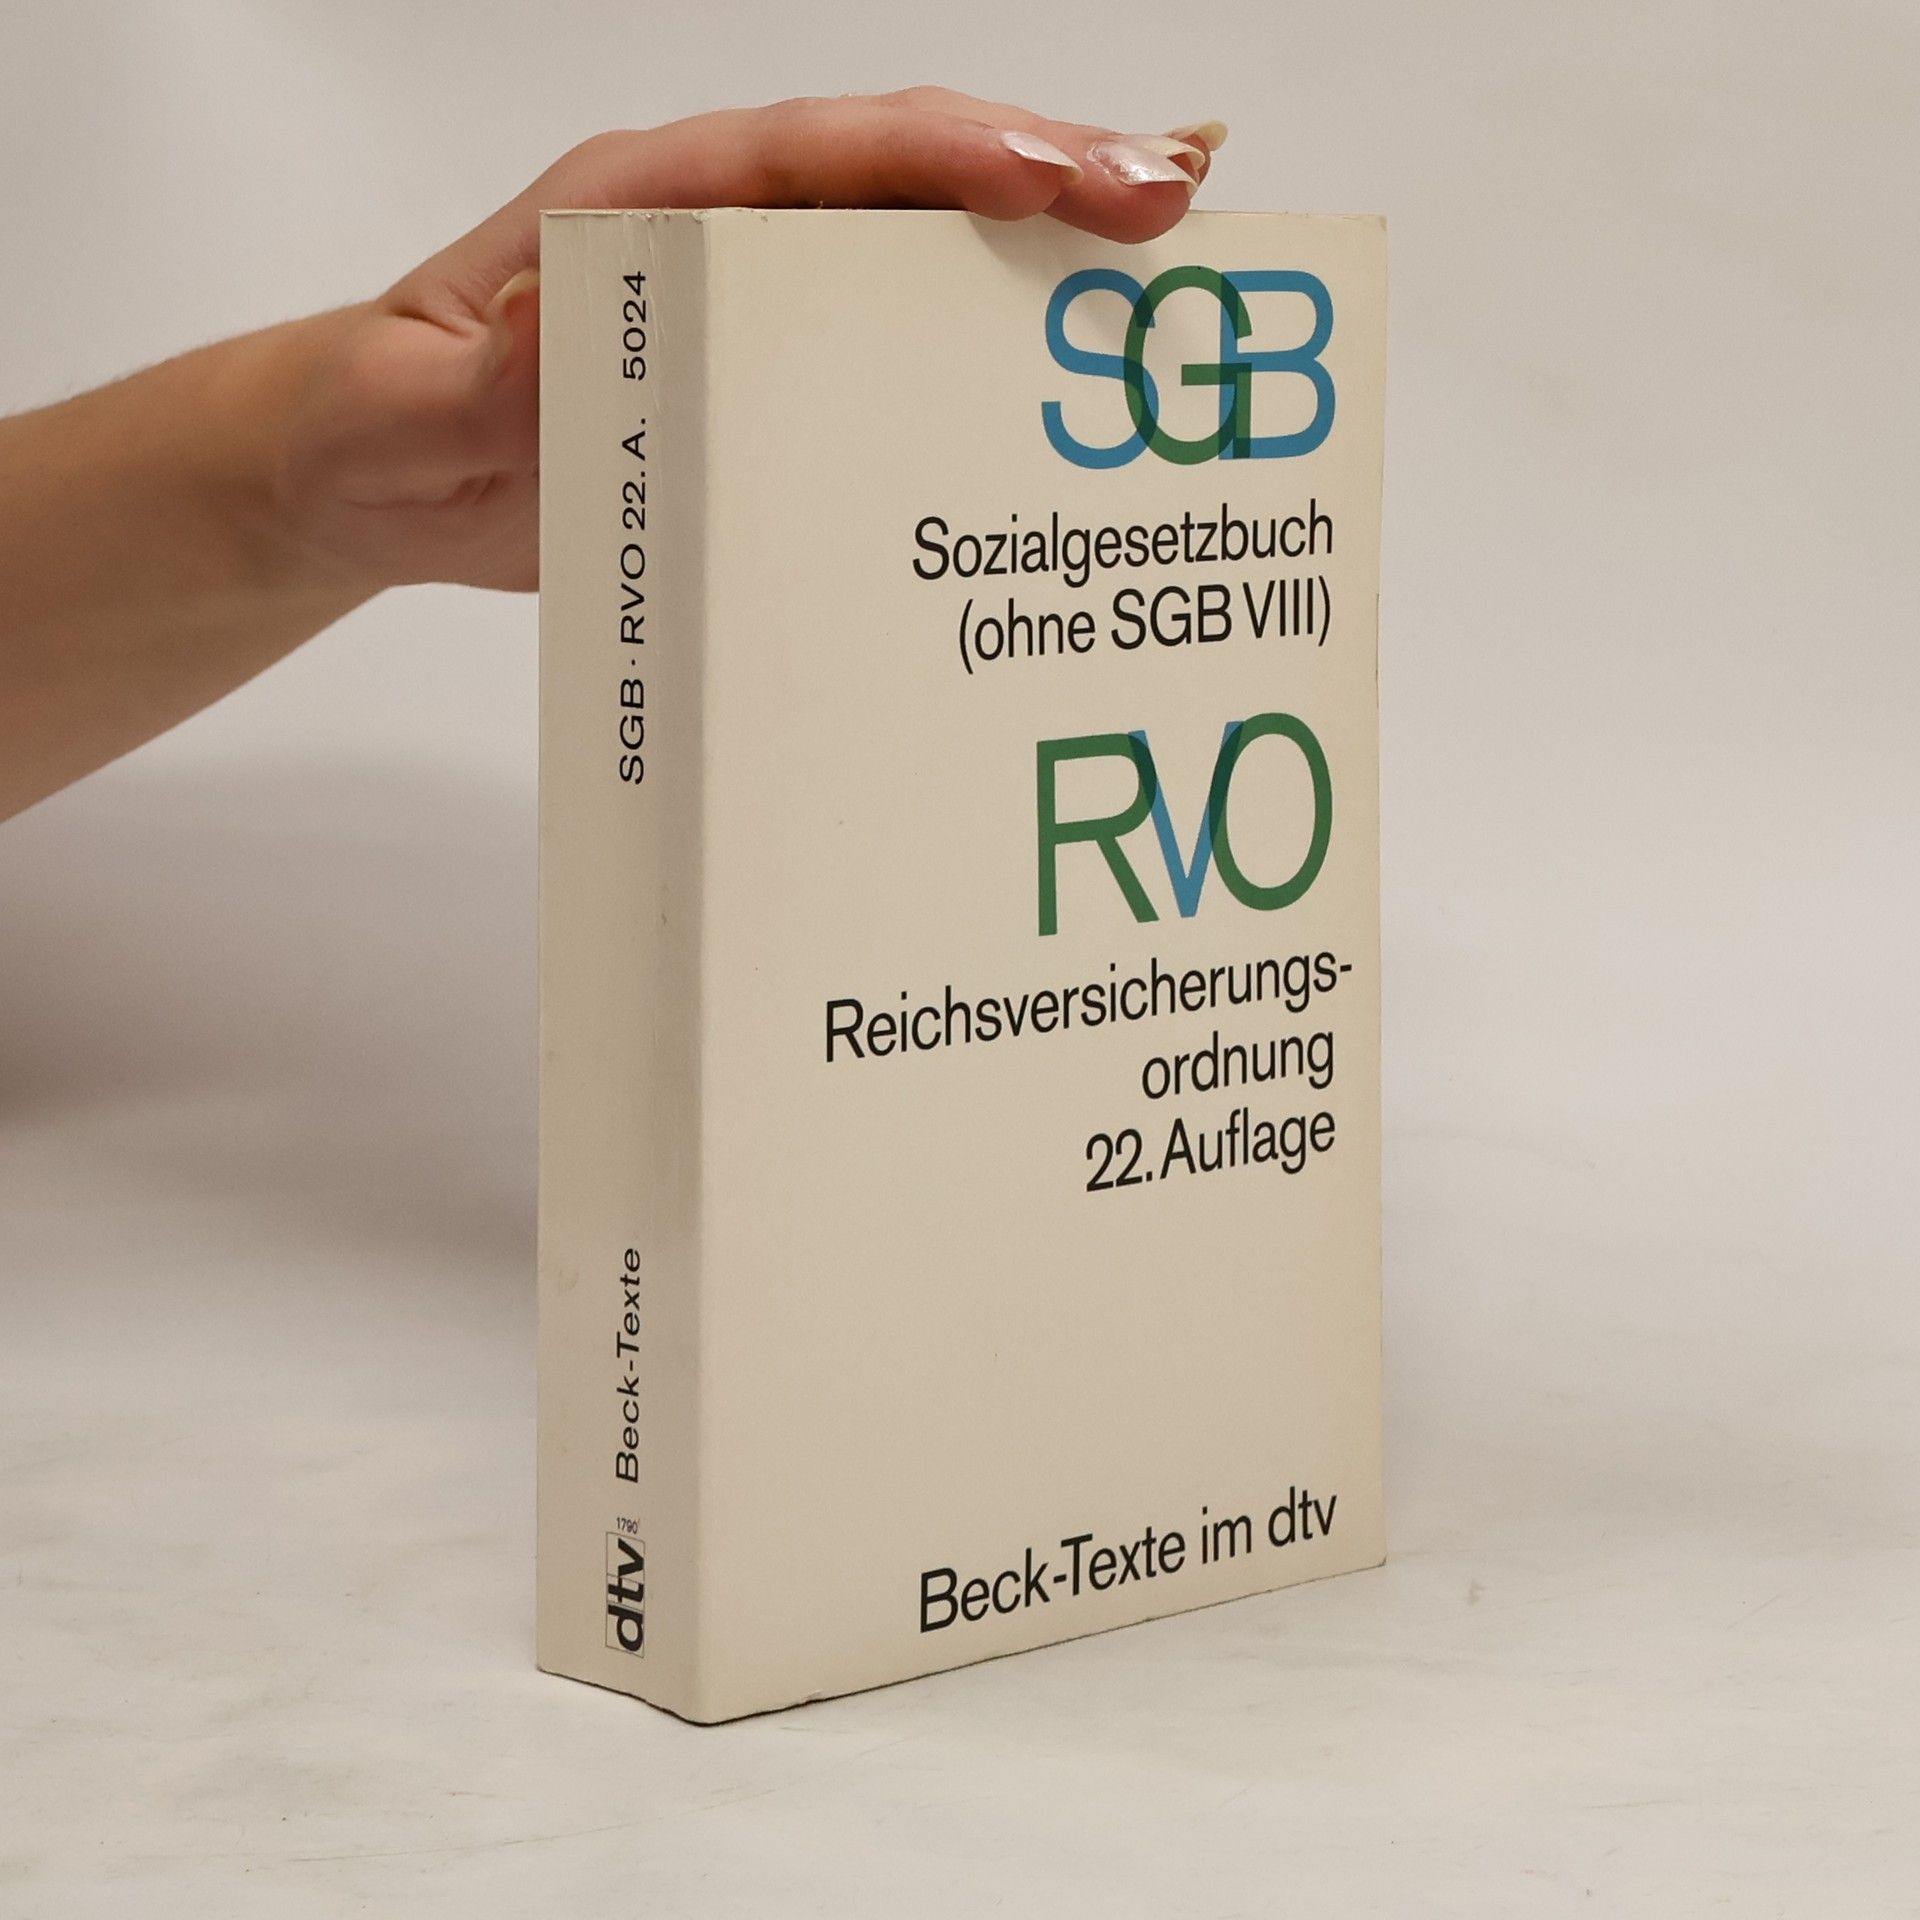 SGB · RVO 22. A. 5024
Beck-Texte
1790
dtv
SGB
Sozialgesetzbuch
(ohne SGB VIII)
RVO
Reichsversicherungs-
ordnung
22. Auflage
Beck-Texte im dtv